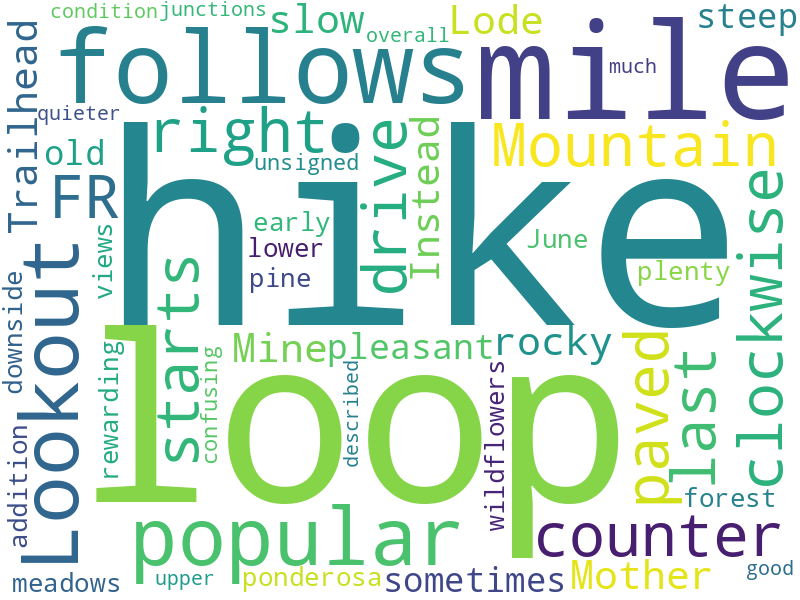 condition
junctions
slow
overall
Lode
steep
follows
mile
much
Trailhead
quieter
right
Mountain
old
unsigned
drive
Instead
FR
hike
clockwise
early
lower
pine
June
plenty
views
Lookout
starts
downside
loop
Mine
pleasant
rocky
paved
last
rewarding
confusing
described
wildflowers
addition
forest
popular
counter
meadows
upper
ponderosa
sometimes
Mother
good